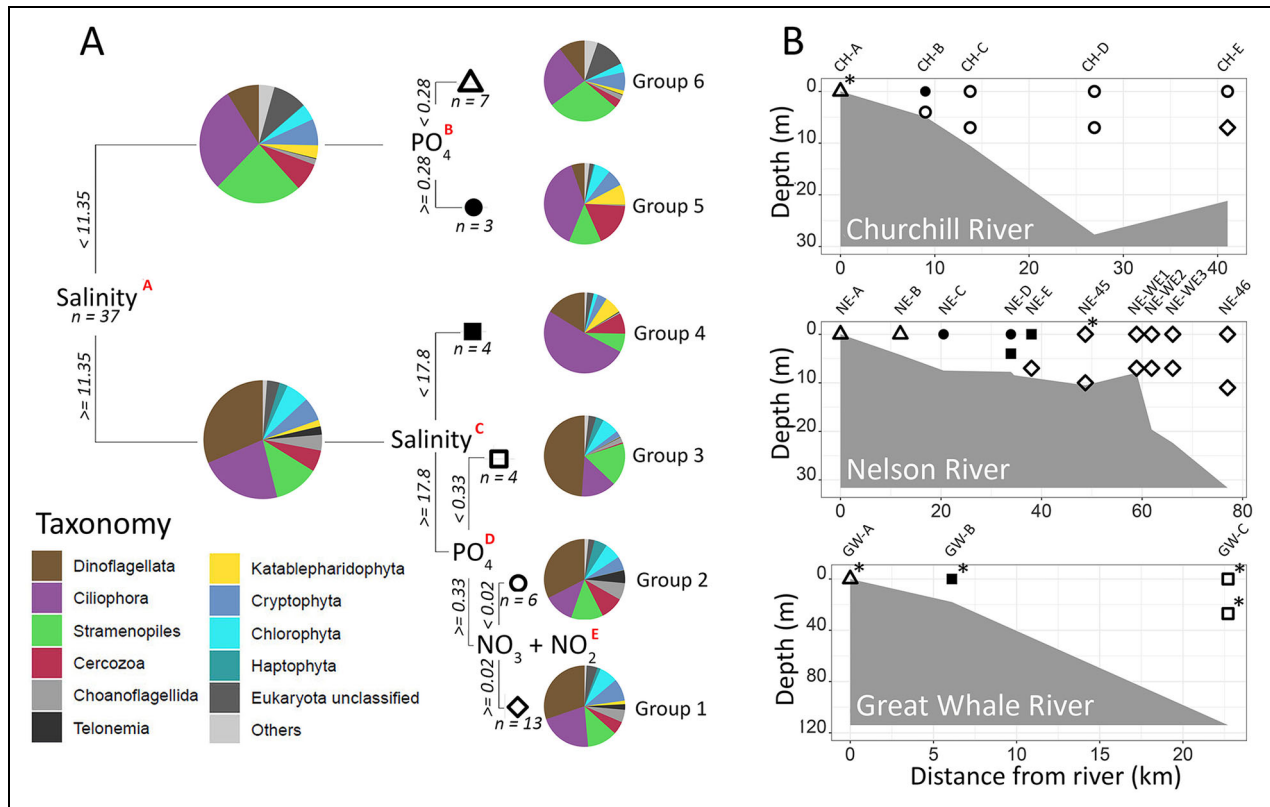 A
< 11.35
Salinity A
n = 37
>= 11.35
< 0.28
n = 7
PO4 B
>= 0.28
n = 3
Group 6
Group 5
< 17.8
n = 4
Group 4
Salinity C
>= 17.8
< 0.33
n = 4
Group 3
PO4 D
>= 0.33
< 0.02
n = 6
Group 2
NO3 + NO2 E
>= 0.02
n = 13
Group 1
Taxonomy
Dinoflagellata
Ciliophora
Stramenopiles
Cercozoa
Choanoflagellida
Telonemia
Katablepharidophyta
Cryptophyta
Chlorophyta
Haptophyta
Eukaryota unclassified
Others
B
CH-A CH-B CH-C CH-D CH-E
*
Depth (m)
0
10
20
30
Churchill River
0 10 20 30 40
NE-A NE-B NE-C NE-D NE-E NE-45 NE-WE1 NE-WE2 NE-WE3 NE-46
*
Depth (m)
0
10
20
30
Nelson River
0 20 40 60 80
GW-A GW-B GW-C
* * *
*
Depth (m)
0
40
80
120
Great Whale River
0 5 10 15 20
Distance from river (km)